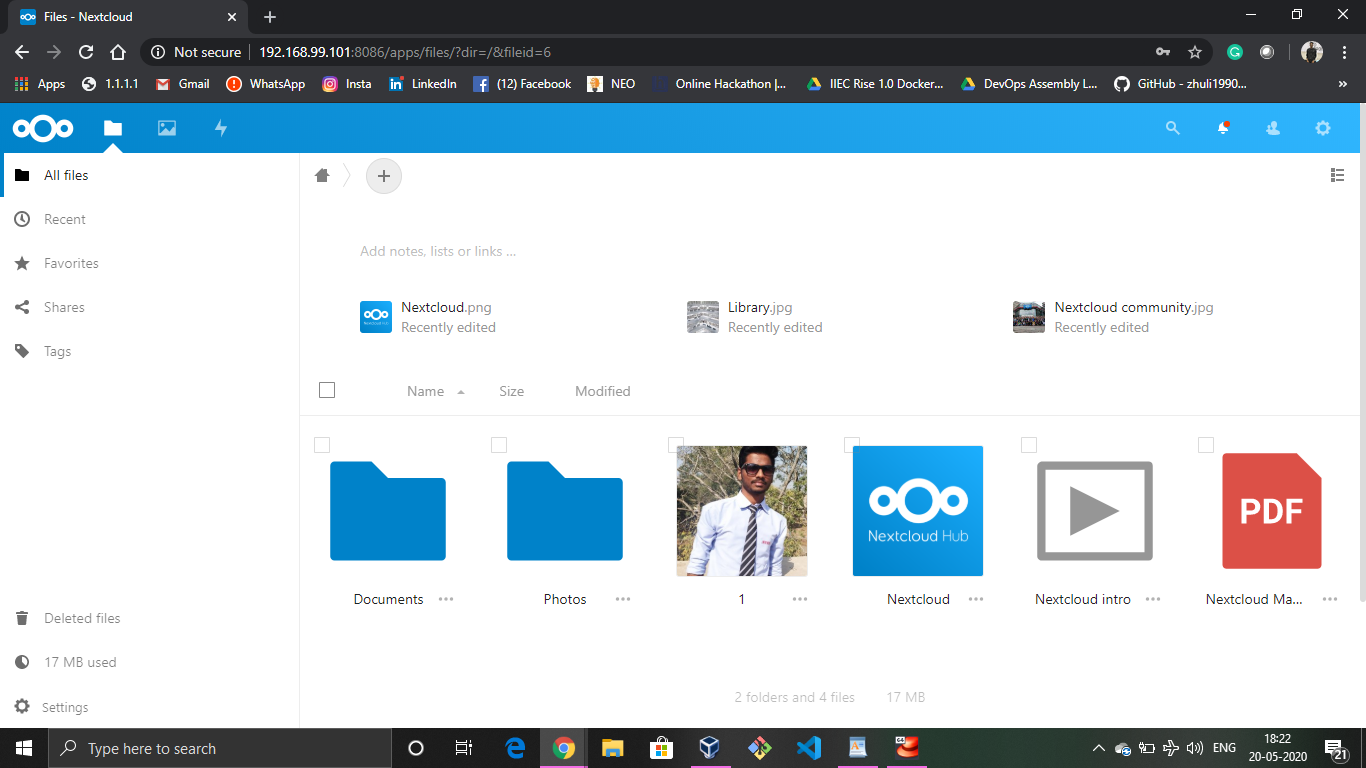 Files - Nextcloud
Not secure
192.168.99.101:8086/apps/files/?dir=/&fileid=6
Apps
1.1.1.1
Gmail
WhatsApp
Insta
LinkedIn
(12) Facebook
NEO
Online Hackathon |...
IIEC Rise 1.0 Docker...
DevOps Assembly L...
GitHub - zhuli1990...
»
All files
Recent
Favorites
Shares
Tags
Deleted files
17 MB used
Settings
Add notes, lists or links ...
Nextcloud.png
Recently edited
Library.jpg
Recently edited
Nextcloud community.jpg
Recently edited
Name
Size
Modified
PDF
Nextcloud Hub
Documents
Photos
1
Nextcloud
Nextcloud intro
Nextcloud Ma...
2 folders and 4 files
17 MB
Type here to search
64
ENG
18:22
20-05-2020
21